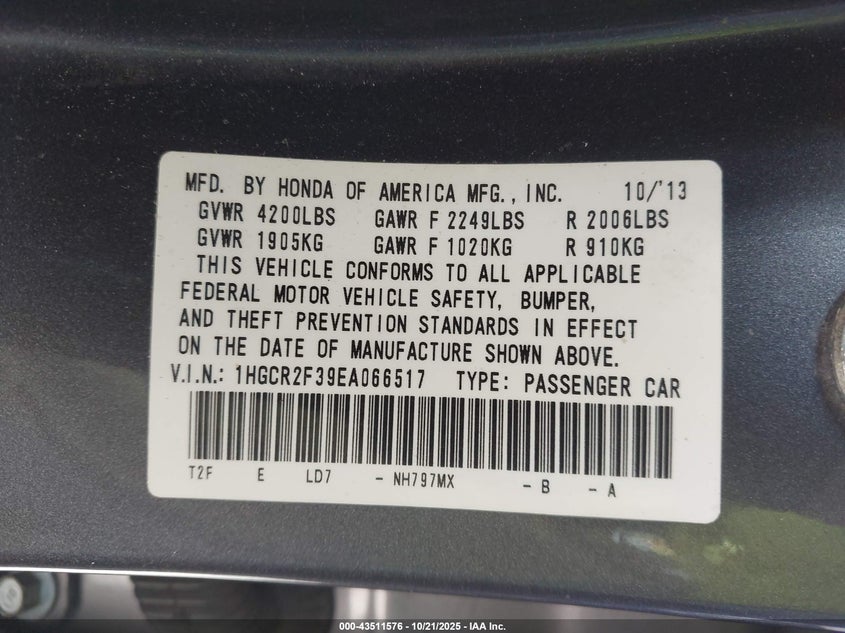 MFD. BY HONDA OF AMERICA MFG., INC. 10/'13
GVWR 4200LBS GAWR F 2249LBS R 2006LBS
GVWR 1905KG GAWR F 1020KG R 910KG
THIS VEHICLE CONFORMS TO ALL APPLICABLE
FEDERAL MOTOR VEHICLE SAFETY, BUMPER,
AND THEFT PREVENTION STANDARDS IN EFFECT
ON THE DATE OF MANUFACTURE SHOWN ABOVE.
V.I.N.: 1HGCR2F39EA066517 TYPE: PASSENGER CAR
T2F E LD7 - NH797MX - B - A
000-43511576 - 10/21/2025 - IAA Inc.